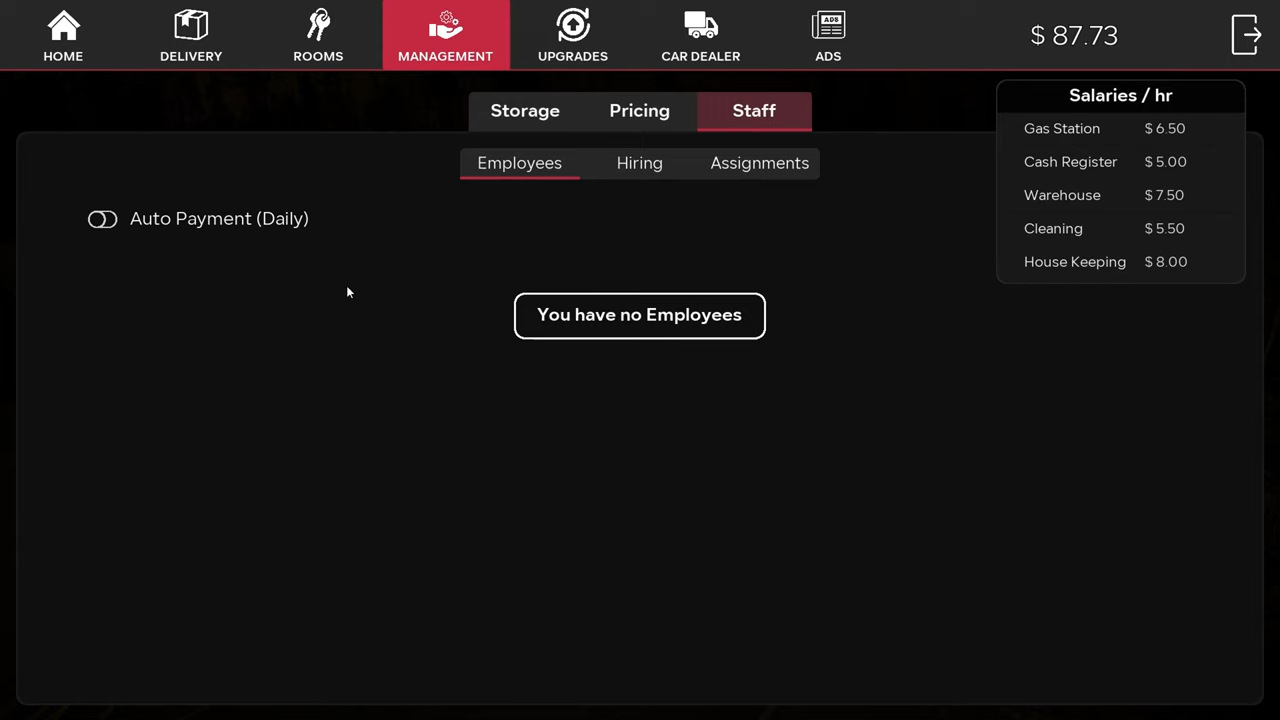 HOME DELIVERY ROOMS MANAGEMENT UPGRADES CAR DEALER ADS $ 87.73
ADS
Storage Pricing Staff
Employees Hiring Assignments
Auto Payment (Daily)
You have no Employees
Salaries / hr
Gas Station $ 6.50
Cash Register $ 5.00
Warehouse $ 7.50
Cleaning $ 5.50
House Keeping $ 8.00